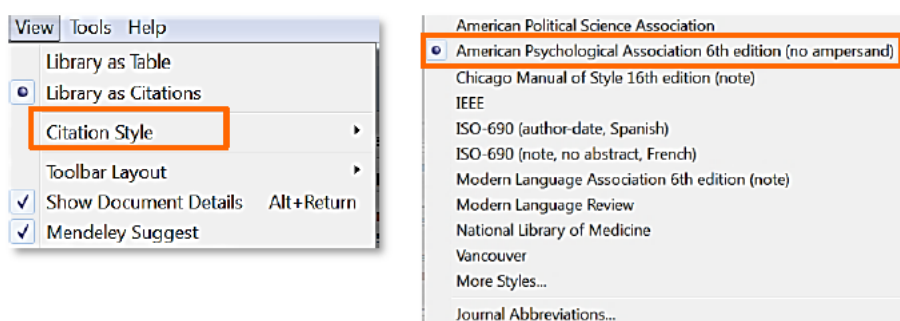 View Tools Help
Library as Table
Library as Citations
Citation Style
Toolbar Layout
Show Document Details Alt+Return
Mendeley Suggest
American Political Science Association
American Psychological Association 6th edition (no ampersand)
Chicago Manual of Style 16th edition (note)
IEEE
ISO-690 (author-date, Spanish)
ISO-690 (note, no abstract, French)
Modern Language Association 6th edition (note)
Modern Language Review
National Library of Medicine
Vancouver
More Styles...
Journal Abbreviations...